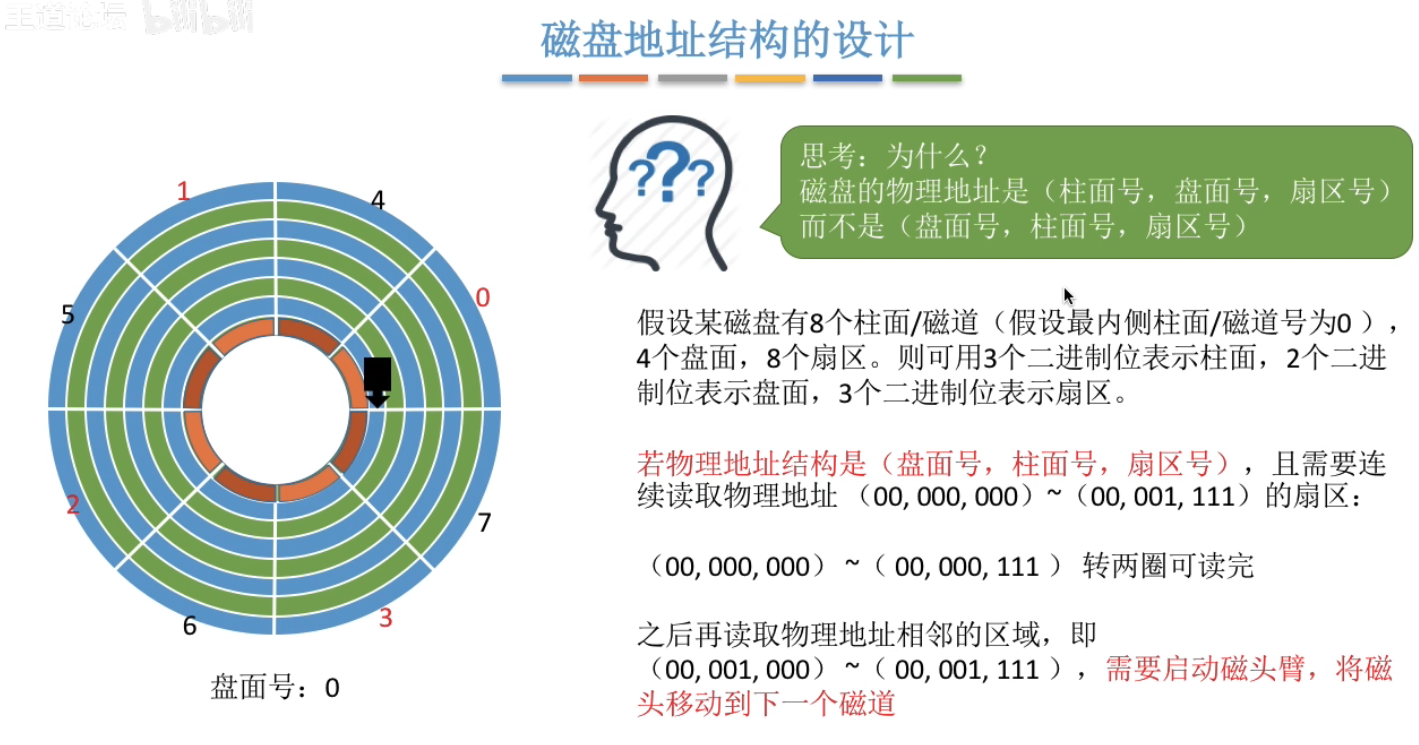 王道论坛 bilibili
磁盘地址结构的设计
思考：为什么？
磁盘的物理地址是（柱面号，盘面号，扇区号）
而不是（盘面号，柱面号，扇区号）
???
1
4
0
5
2
7
3
6
盘面号：0
假设某磁盘有8个柱面/磁道（假设最内侧柱面/磁道号为0 ），
4个盘面，8个扇区。则可用3个二进制位表示柱面，2个二进
制位表示盘面，3个二进制位表示扇区。
若物理地址结构是（盘面号，柱面号，扇区号），且需要连
续读取物理地址 （00, 000, 000）~（00, 001, 111）的扇区：
（00, 000, 000） ~（ 00, 000, 111 ） 转两圈可读完
之后再读取物理地址相邻的区域，即
（00, 001, 000） ~（ 00, 001, 111 ），需要启动磁头臂，将磁
头移动到下一个磁道